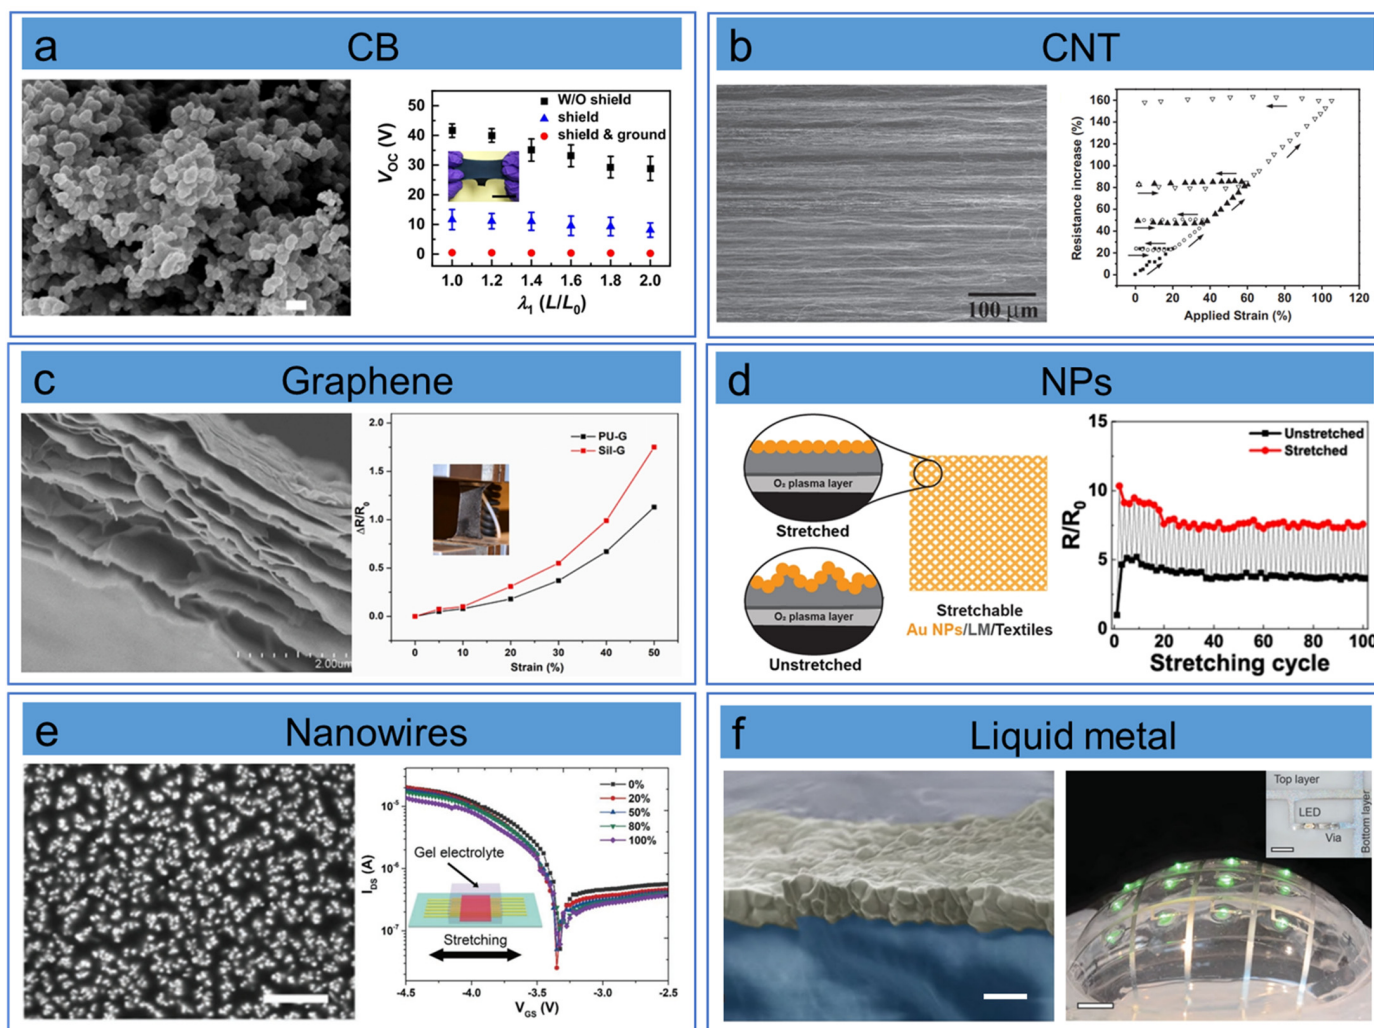 a
CB
50
40
30
20
10
0
V_OC (V)
W/O shield
shield
shield & ground
1.0 1.2 1.4 1.6 1.8 2.0
λ₁ (L/L₀)
b
CNT
100 μm
Resistance increase (%)
160
140
120
100
80
60
40
20
0
0 20 40 60 80 100 120
Applied Strain (%)
c
Graphene
2.00um
ΔR/R₀
2.0
1.5
1.0
0.5
0.0
PU-G
Sil-G
0 10 20 30 40 50
Strain (%)
d
NPs
O₂ plasma layer
Stretched
O₂ plasma layer
Unstretched
Stretchable
Au NPs/LM/Textiles
R/R₀
15
10
5
0
Unstretched
Stretched
0 20 40 60 80 100
Stretching cycle
e
Nanowires
I_DS (A)
10⁻⁵
10⁻⁶
10⁻⁷
0%
20%
50%
80%
100%
Gel electrolyte
Stretching
-4.5 -4.0 -3.5 -3.0 -2.5
V_GS (V)
f
Liquid metal
Top layer
LED
Via
Bottom layer